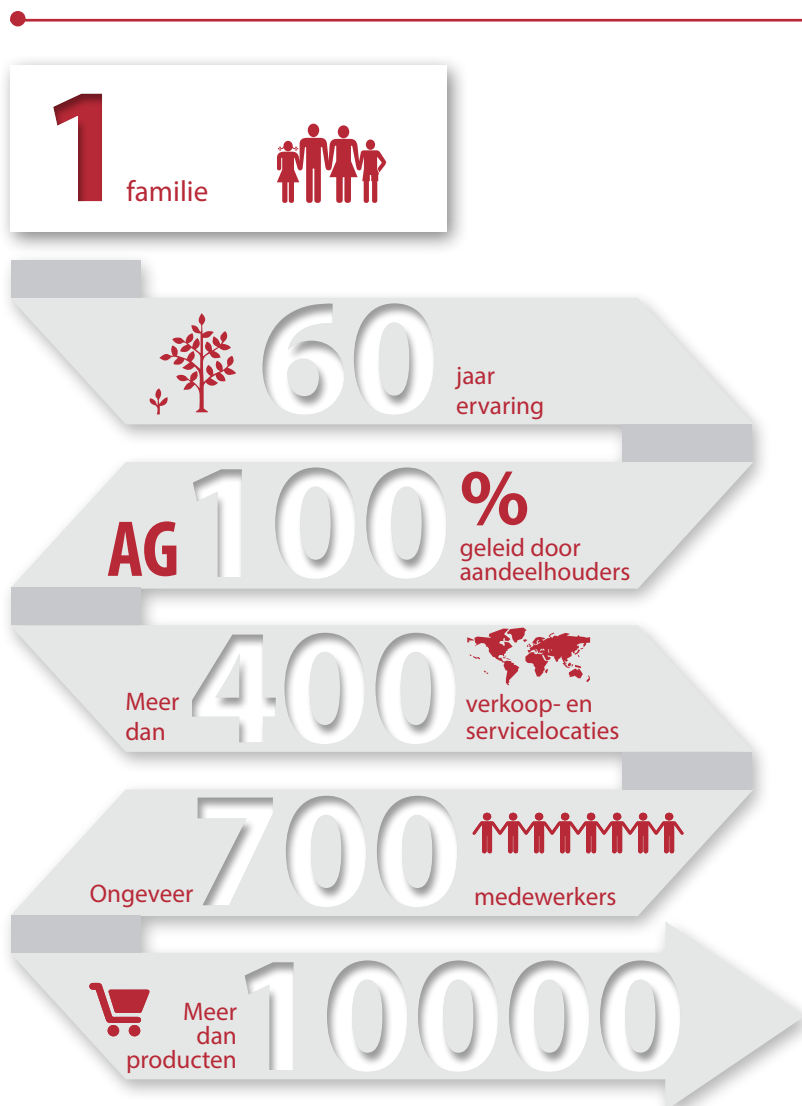 1 familie
60 jaar
ervaring
AG 100 %
geleid door
aandeelhouders
Meer
dan
400
verkoop- en
servicelocaties
Ongeveer 700 medewerkers
Meer
dan
producten
10000